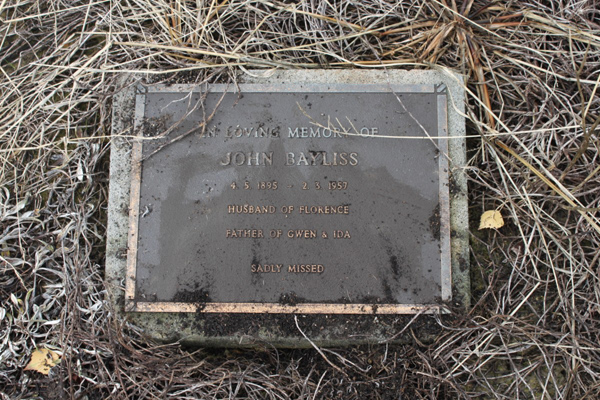 IN LOVING MEMORY OF
JOHN BAYLISS
4.5.1895 - 2.3.1957
HUSBAND OF FLORENCE
FATHER OF GWEN & IDA
SADLY MISSED